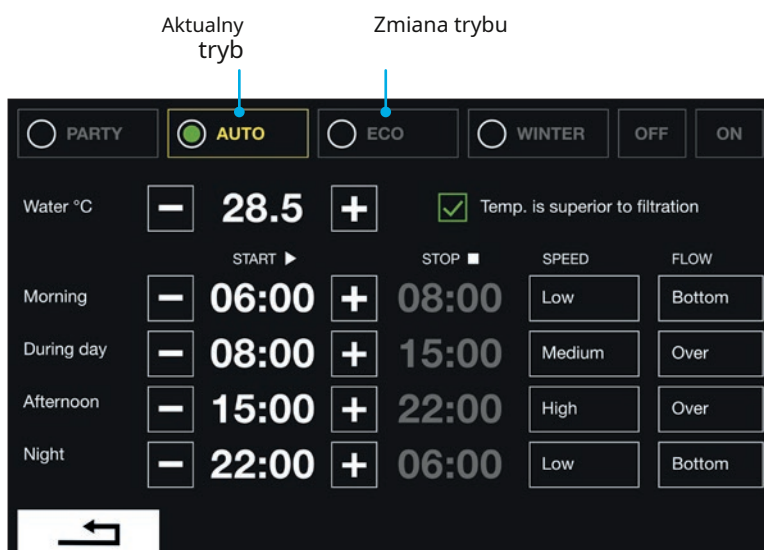 Aktualny
tryb
Zmiana trybu
PARTY AUTO ECO WINTER OFF ON
Water °C − 28.5 + Temp. is superior to filtration
START ▶ STOP ■ SPEED FLOW
Morning − 06:00 + 08:00 Low Bottom
During day − 08:00 + 15:00 Medium Over
Afternoon − 15:00 + 22:00 High Over
Night − 22:00 + 06:00 Low Bottom